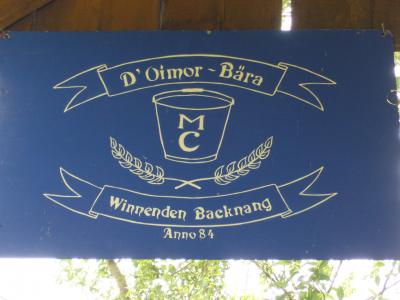 D' Oimor - Bära
M
C
Winnenden Backnang
Anno 84